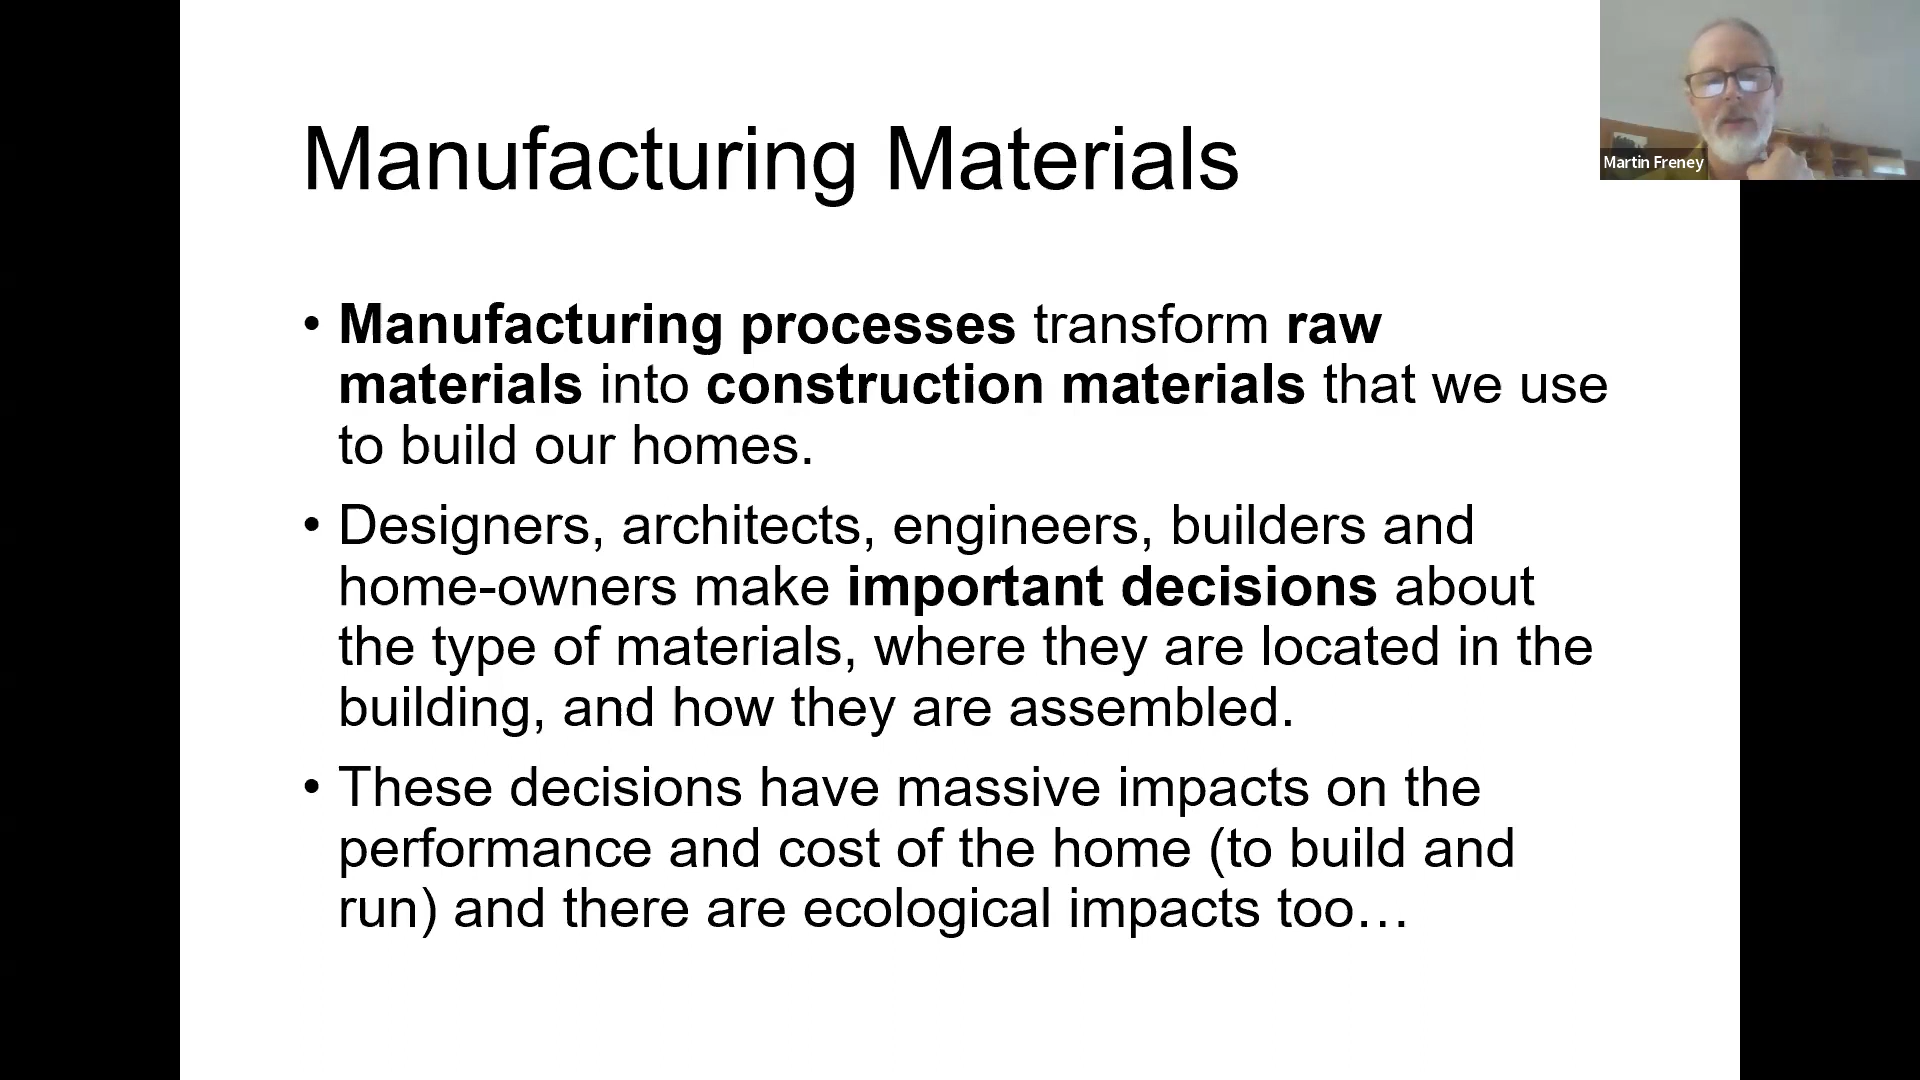 Manufacturing Materials
Martin Freney
• Manufacturing processes transform raw
materials into construction materials that we use
to build our homes.
• Designers, architects, engineers, builders and
home-owners make important decisions about
the type of materials, where they are located in the
building, and how they are assembled.
• These decisions have massive impacts on the
performance and cost of the home (to build and
run) and there are ecological impacts too…